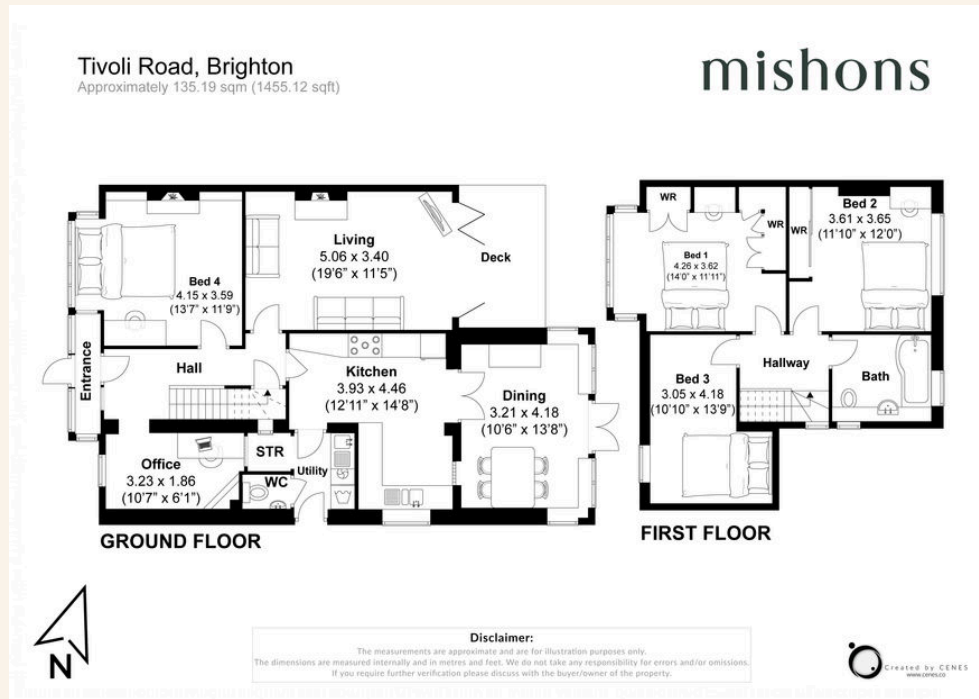 Tivoli Road, Brighton
Approximately 135.19 sqm (1455.12 sqft)
mishons
Bed 4
4.15 x 3.59
(13'7" x 11'9")
Living
5.06 x 3.40
(19'6" x 11'5")
Deck
Entrance
Hall
Kitchen
3.93 x 4.46
(12'11" x 14'8")
Dining
3.21 x 4.18
(10'6" x 13'8")
Office
3.23 x 1.86
(10'7" x 6'1")
STR
WC
Utility
GROUND FLOOR
WR
WR
WR
Bed 1
4.26 x 3.62
(14'0" x 11'11")
Bed 2
3.61 x 3.65
(11'10" x 12'0")
Hallway
Bath
Bed 3
3.05 x 4.18
(10'10" x 13'9")
FIRST FLOOR
N
Disclaimer:
The measurements are approximate and are for illustration purposes only.
The dimensions are measured internally and in metres and feet. We do not take any responsibility for errors and/or omissions.
If you require further verification please discuss with the buyer/owner of the property.
Created by CENES
www.cenes.co